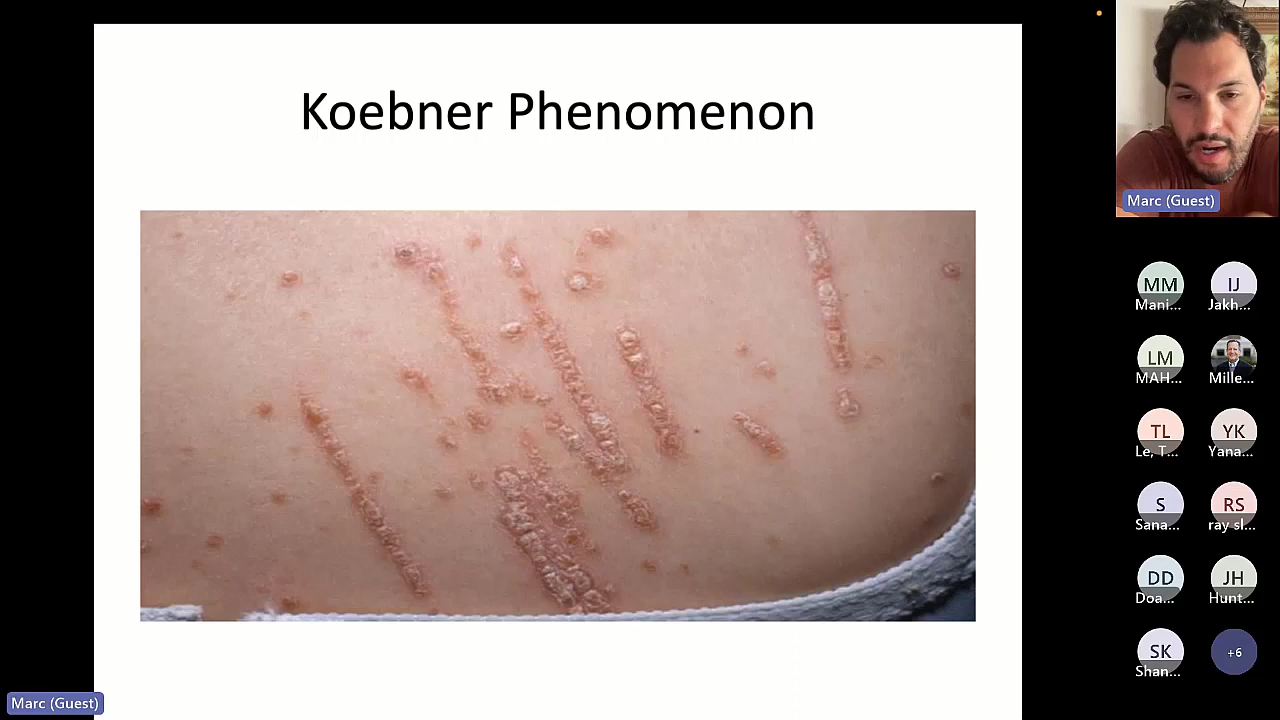 Koebner Phenomenon
Marc (Guest)
MM
IJ
Mani...
Jakh...
LM
MAH...
Mille...
TL
YK
Le, T...
Yana...
S
RS
Sana...
ray sl...
DD
JH
Doa...
Hunt...
SK
+6
Shan...
Marc (Guest)